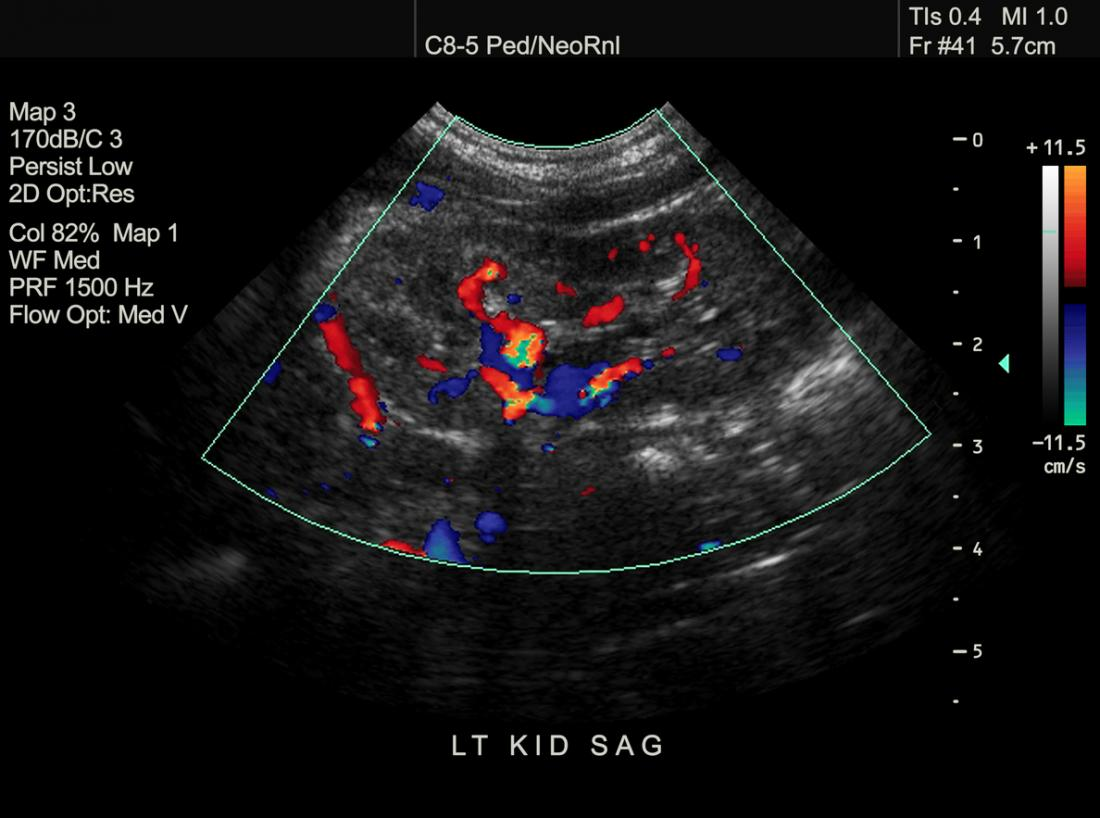 C8-5 Ped/NeoRnl
TIs 0.4 MI 1.0
Fr #41 5.7cm
Map 3
170dB/C 3
Persist Low
2D Opt:Res
Col 82% Map 1
WF Med
PRF 1500 Hz
Flow Opt: Med V
0
1
2
3
4
5
+11.5
-11.5
cm/s
LT KID SAG